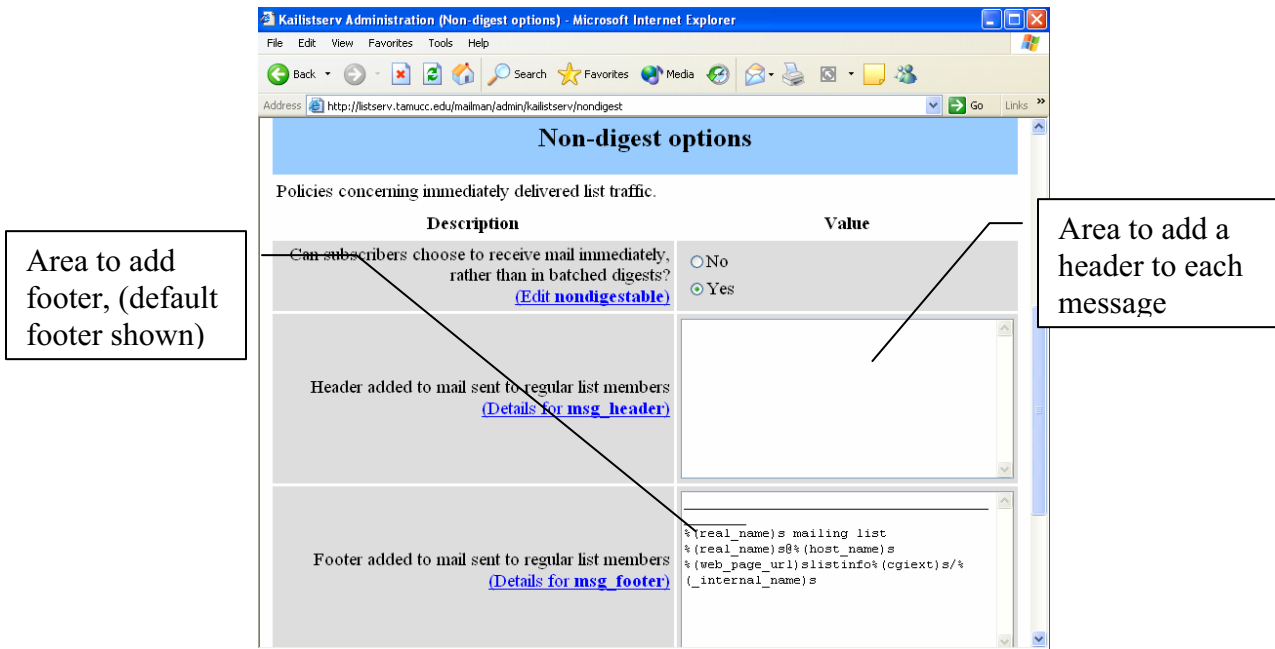 Kailistserv Administration (Non-digest options) - Microsoft Internet Explorer
File Edit View Favorites Tools Help
Back Search Favorites Media
Address http://listserv.tamucc.edu/mailman/admin/kailistserv/nondigest Go Links »
Non-digest options
Policies concerning immediately delivered list traffic.
Description Value
Can subscribers choose to receive mail immediately,
rather than in batched digests?
(Edit nondigestable)
No
Yes
Header added to mail sent to regular list members
(Details for msg_header)
Footer added to mail sent to regular list members
(Details for msg_footer)
_______________________________________________
%(real_name)s mailing list
%(real_name)s@%(host_name)s
%(web_page_url)slistinfo%(cgiext)s/%
(_internal_name)s
Area to add
footer, (default
footer shown)
Area to add a
header to each
message